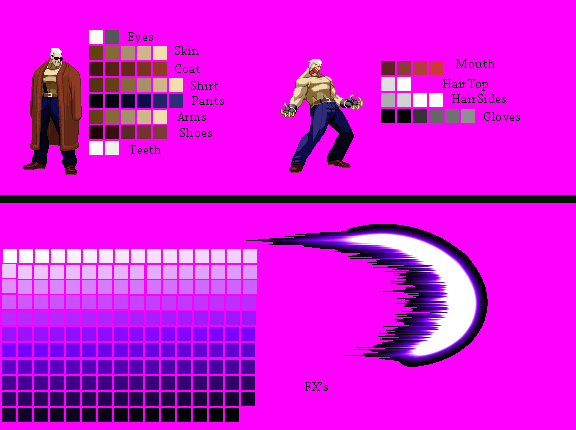 Eyes
Skin
Coat
Shirt
Pants
Arms
Shoes
Teeth
Mouth
Hair Top
HairSides
Gloves
FX's